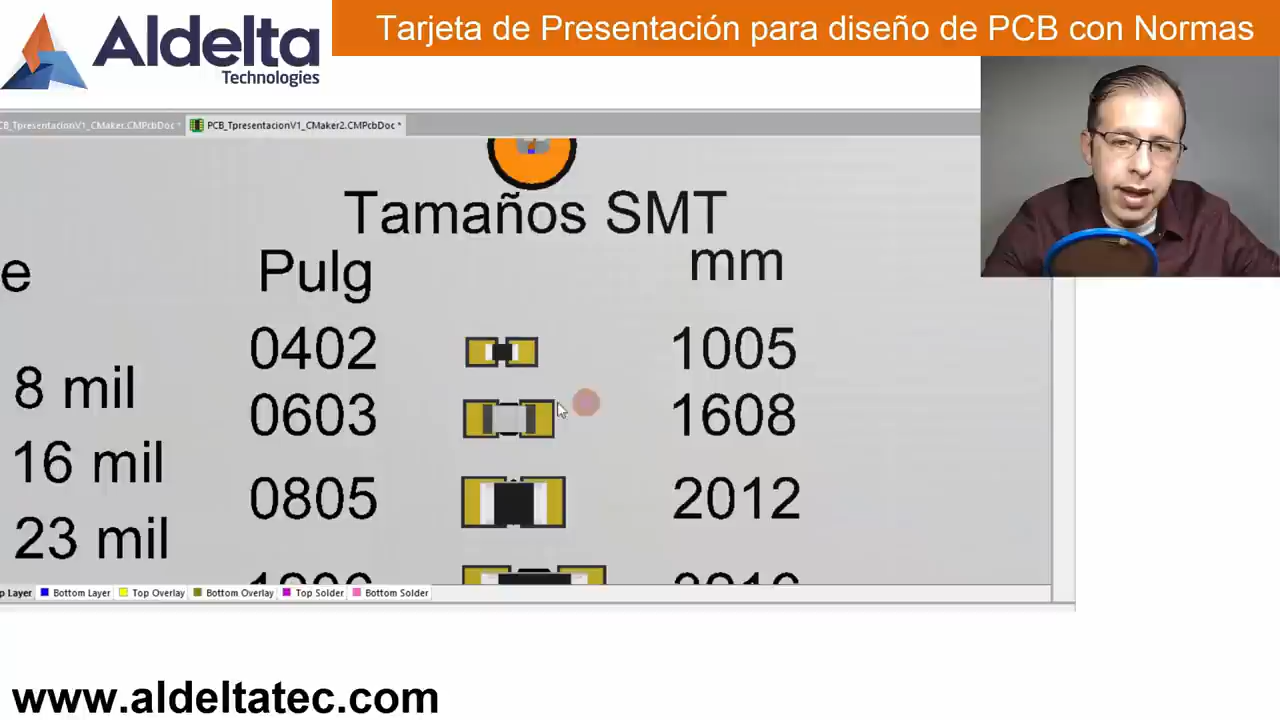 Aldelta
Technologies
Tarjeta de Presentación para diseño de PCB con Normas
CB_TpresentacionV1_CMaker.CMPcbDoc *
PCB_TpresentacionV1_CMaker2.CMPcbDoc *
Tamaños SMT
e Pulg mm
0402 1005
8 mil
0603 1608
16 mil
0805 2012
23 mil
p Layer Bottom Layer Top Overlay Bottom Overlay Top Solder Bottom Solder
www.aldeltatec.com